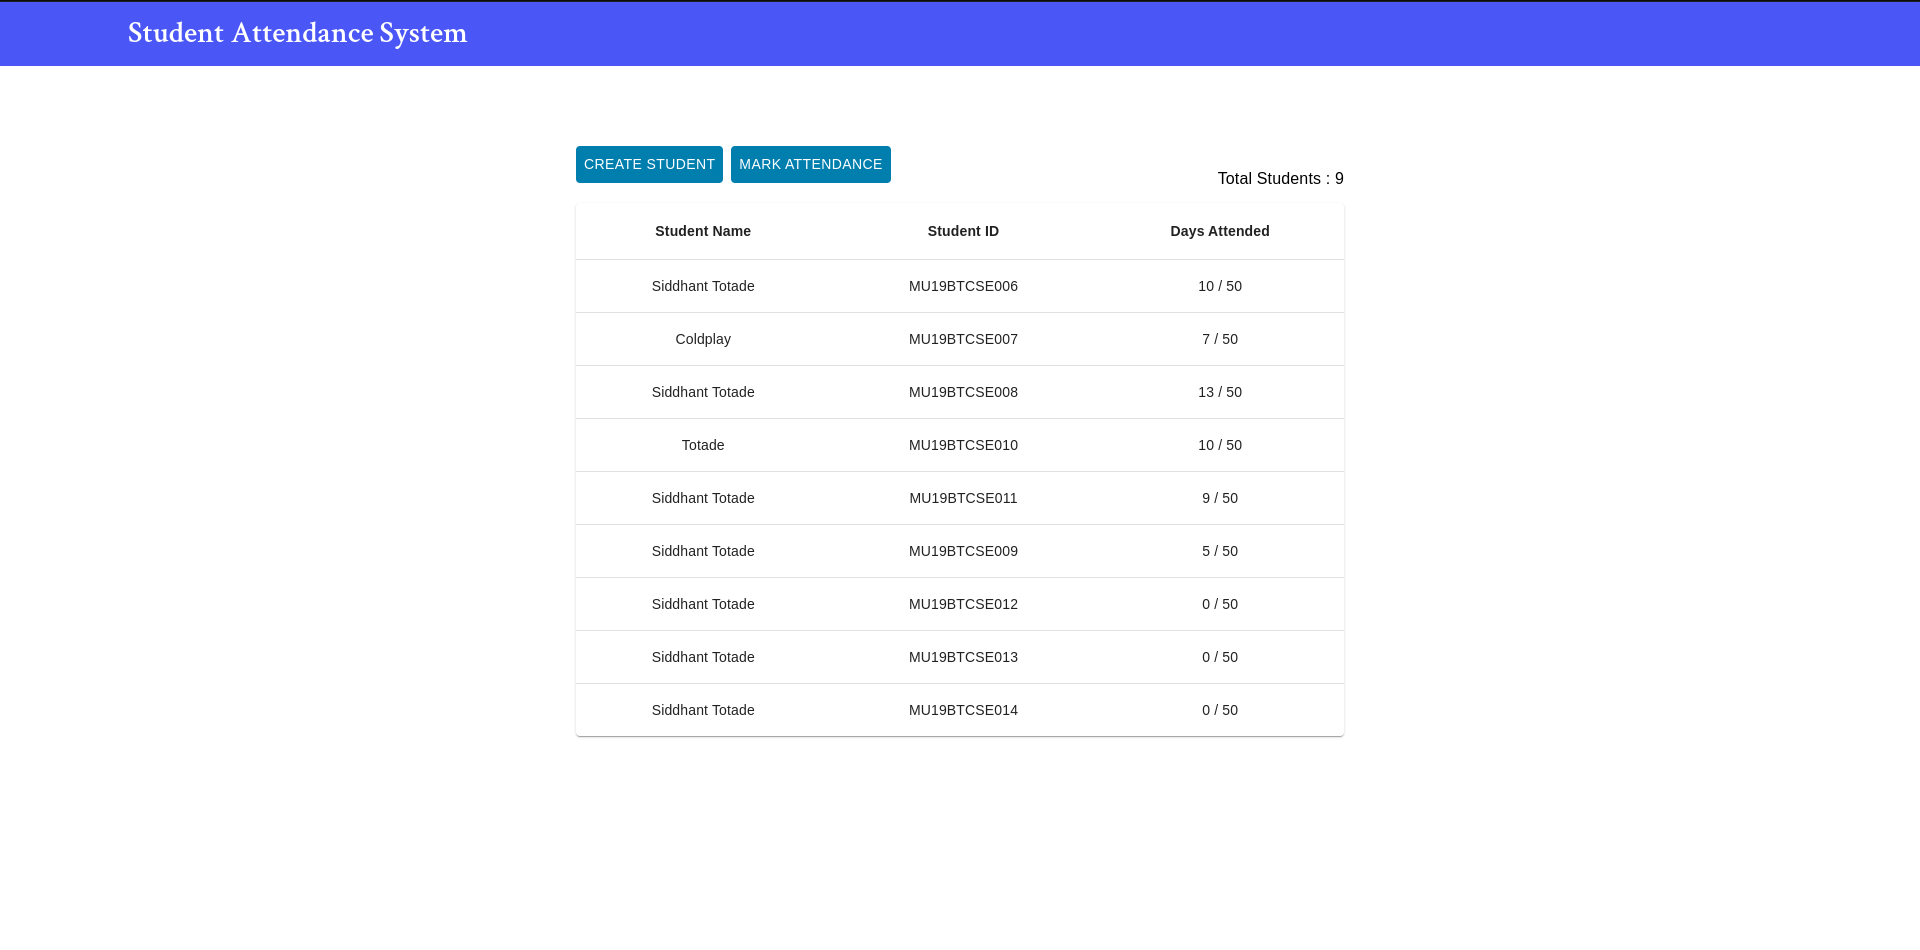 Student Attendance System
CREATE STUDENT MARK ATTENDANCE
Total Students : 9
Student Name Student ID Days Attended
Siddhant Totade MU19BTCSE006 10 / 50
Coldplay MU19BTCSE007 7 / 50
Siddhant Totade MU19BTCSE008 13 / 50
Totade MU19BTCSE010 10 / 50
Siddhant Totade MU19BTCSE011 9 / 50
Siddhant Totade MU19BTCSE009 5 / 50
Siddhant Totade MU19BTCSE012 0 / 50
Siddhant Totade MU19BTCSE013 0 / 50
Siddhant Totade MU19BTCSE014 0 / 50